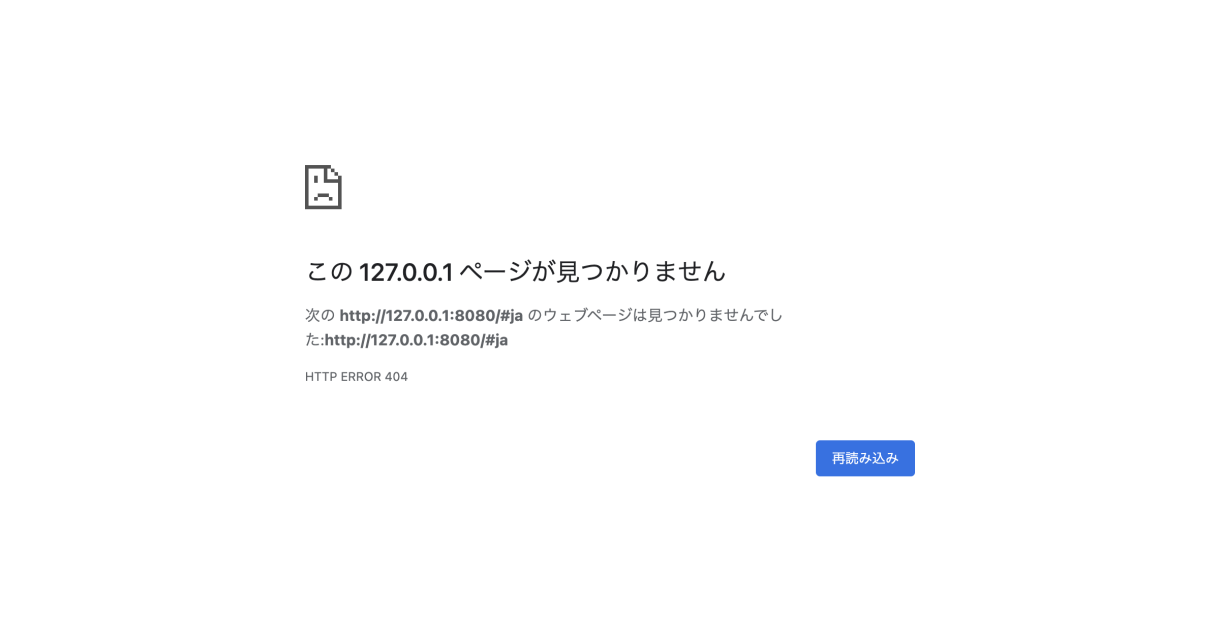 この 127.0.0.1 ページが見つかりません
次の http://127.0.0.1:8080/#ja のウェブページは見つかりませんでし
た:http://127.0.0.1:8080/#ja
HTTP ERROR 404
再読み込み